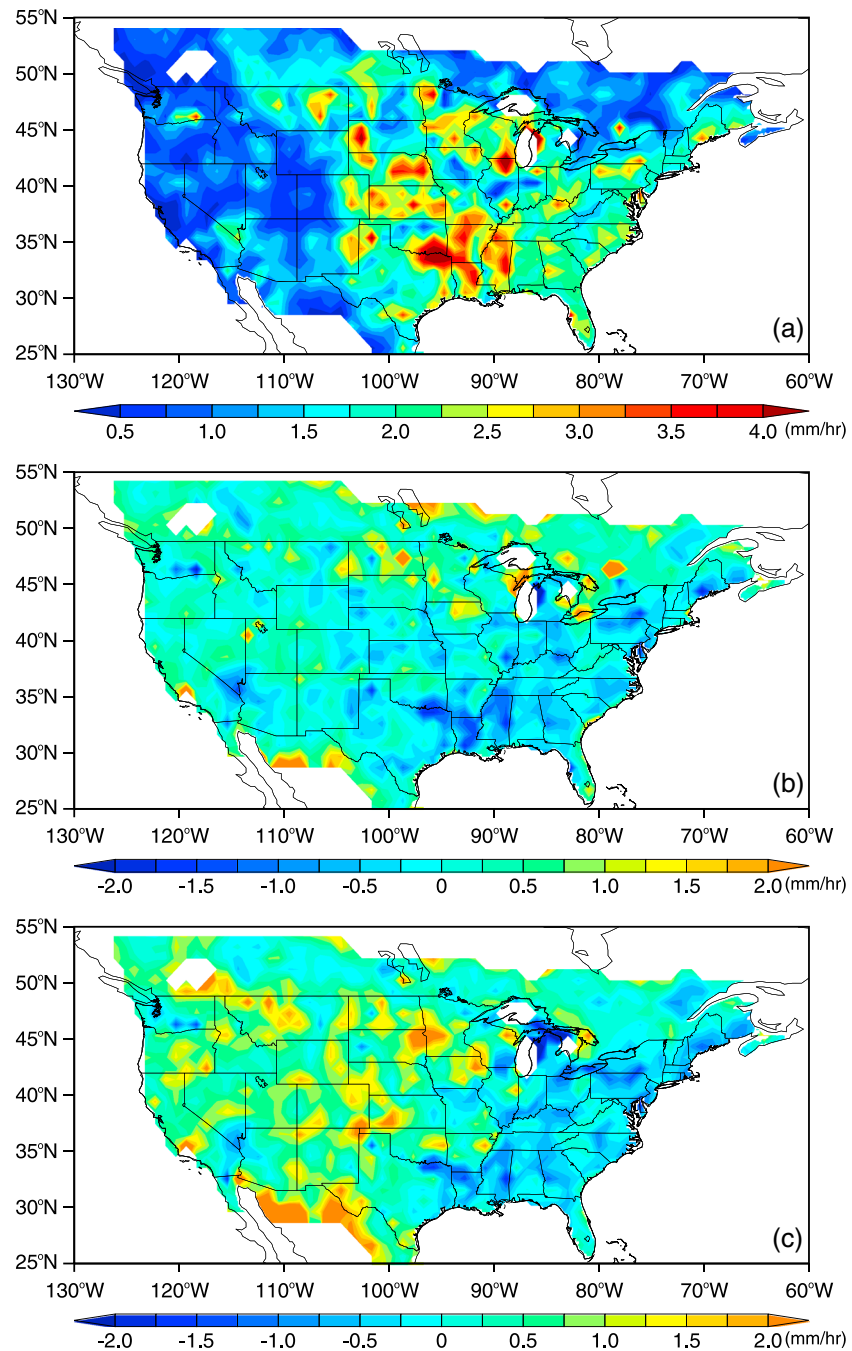 55°N
50°N
45°N
40°N
35°N
30°N
25°N
(a)
130°W 120°W 110°W 100°W 90°W 80°W 70°W 60°W
0.5 1.0 1.5 2.0 2.5 3.0 3.5 4.0 (mm/hr)
55°N
50°N
45°N
40°N
35°N
30°N
25°N
(b)
130°W 120°W 110°W 100°W 90°W 80°W 70°W 60°W
-2.0 -1.5 -1.0 -0.5 0 0.5 1.0 1.5 2.0 (mm/hr)
55°N
50°N
45°N
40°N
35°N
30°N
25°N
(c)
130°W 120°W 110°W 100°W 90°W 80°W 70°W 60°W
-2.0 -1.5 -1.0 -0.5 0 0.5 1.0 1.5 2.0 (mm/hr)